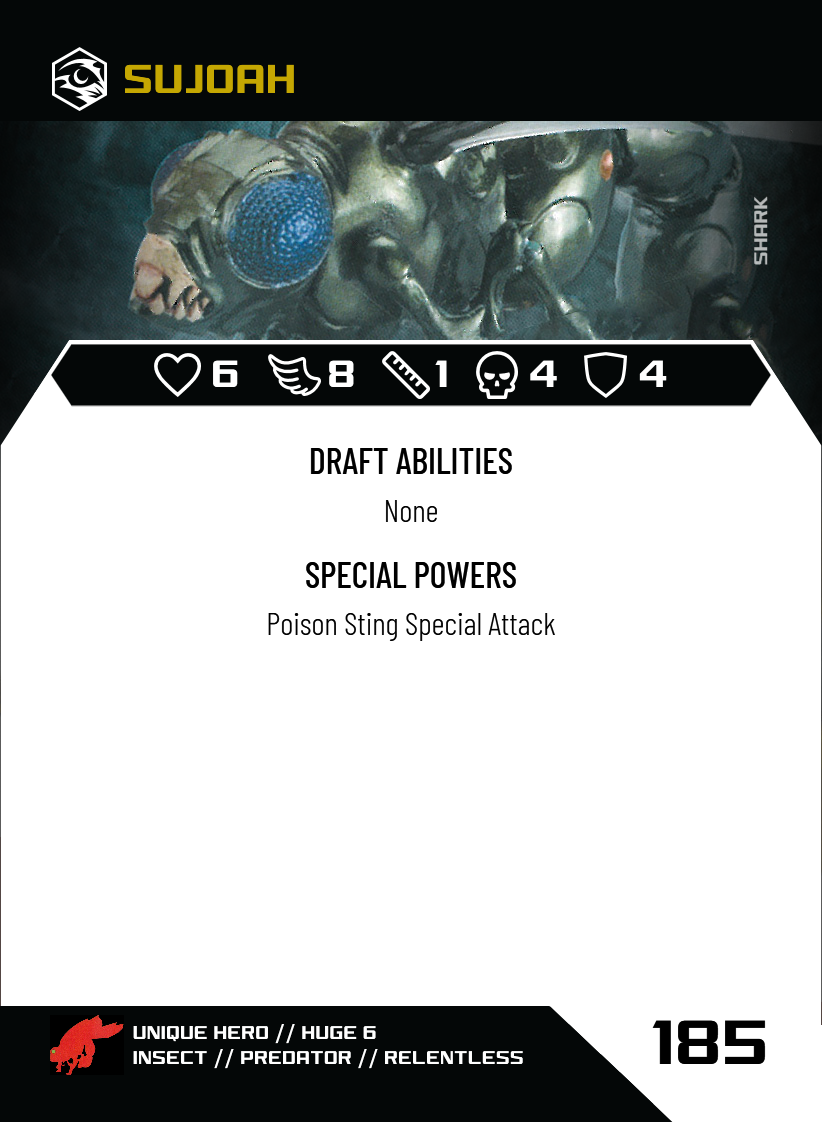 SUJOAH
SHARK
6 8 1 4 4
DRAFT ABILITIES
None
SPECIAL POWERS
Poison Sting Special Attack
UNIQUE HERO // HUGE 6
INSECT // PREDATOR // RELENTLESS
185